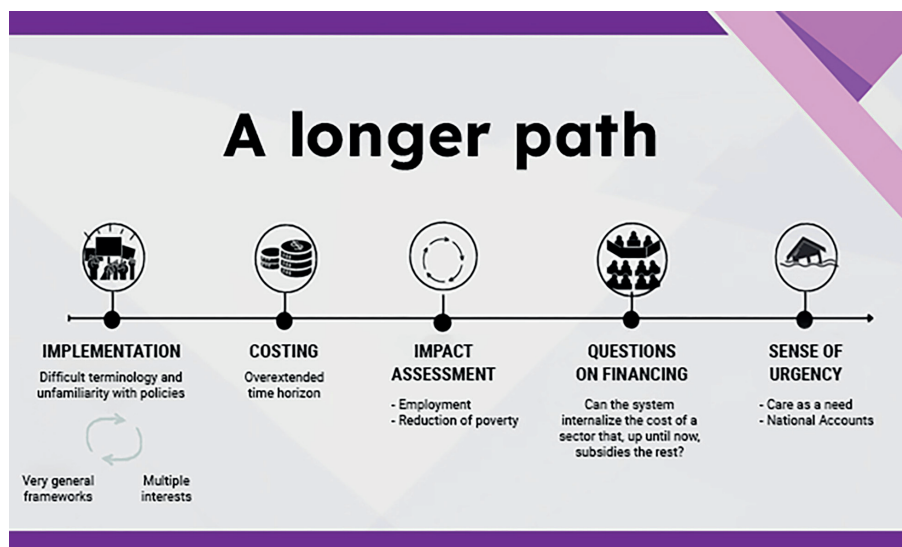 A longer path
IMPLEMENTATION
Difficult terminology and
unfamiliarity with policies
Very general
frameworks
Multiple
interests
COSTING
Overextended
time horizon
IMPACT
ASSESSMENT
- Employment
- Reduction of poverty
QUESTIONS
ON FINANCING
Can the system
internalize the cost of a
sector that, up until now,
subsidies the rest?
SENSE OF
URGENCY
- Care as a need
- National Accounts